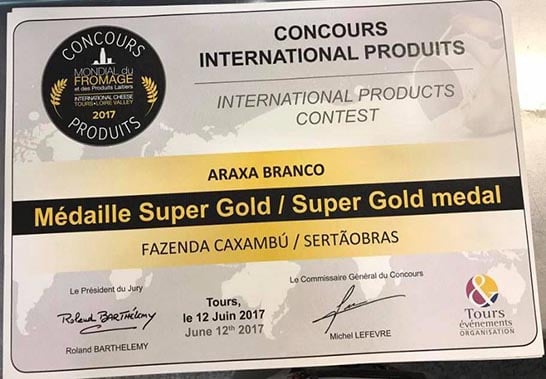 CONCOURS
MONDIAL du
FROMAGE
et des Produits Laitiers
INTERNATIONAL CHEESE
TOURS • LOIRE VALLEY
2017
PRODUITS
CONCOURS
INTERNATIONAL PRODUITS
INTERNATIONAL PRODUCTS
CONTEST
ARAXA BRANCO
Médaille Super Gold / Super Gold medal
FAZENDA CAXAMBÚ / SERTÃOBRAS
Le Président du Jury
Roland BARTHELEMY
Roland BARTHELEMY
Tours,
le 12 Juin 2017
June 12th 2017
Le Commissaire Général du Concours
Michel LEFEVRE
&
Tours
événements
ORGANISATION